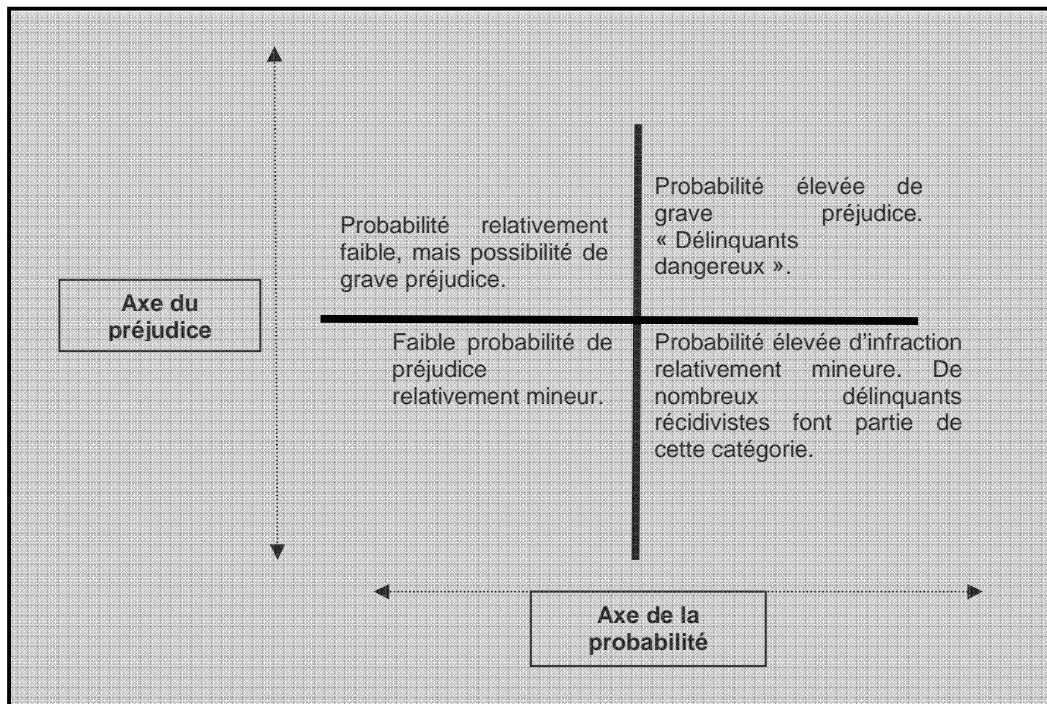 Probabilité relativement
faible, mais possibilité de
grave préjudice.
Probabilité élevée de
grave préjudice.
« Délinquants
dangereux ».
Axe du
préjudice
Faible probabilité de
préjudice
relativement mineur.
Probabilité élevée d’infraction
relativement mineure. De
nombreux délinquants
récidivistes font partie de
cette catégorie.
Axe de la
probabilité